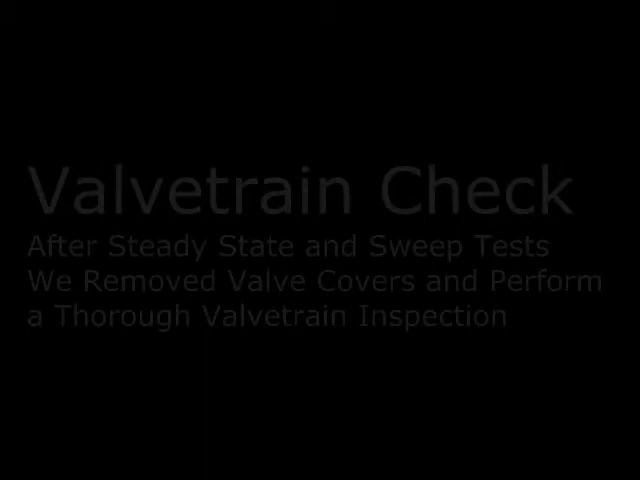 Valvetrain Check
After Steady State and Sweep Tests
We Removed Valve Covers and Perform
a Thorough Valvetrain Inspection